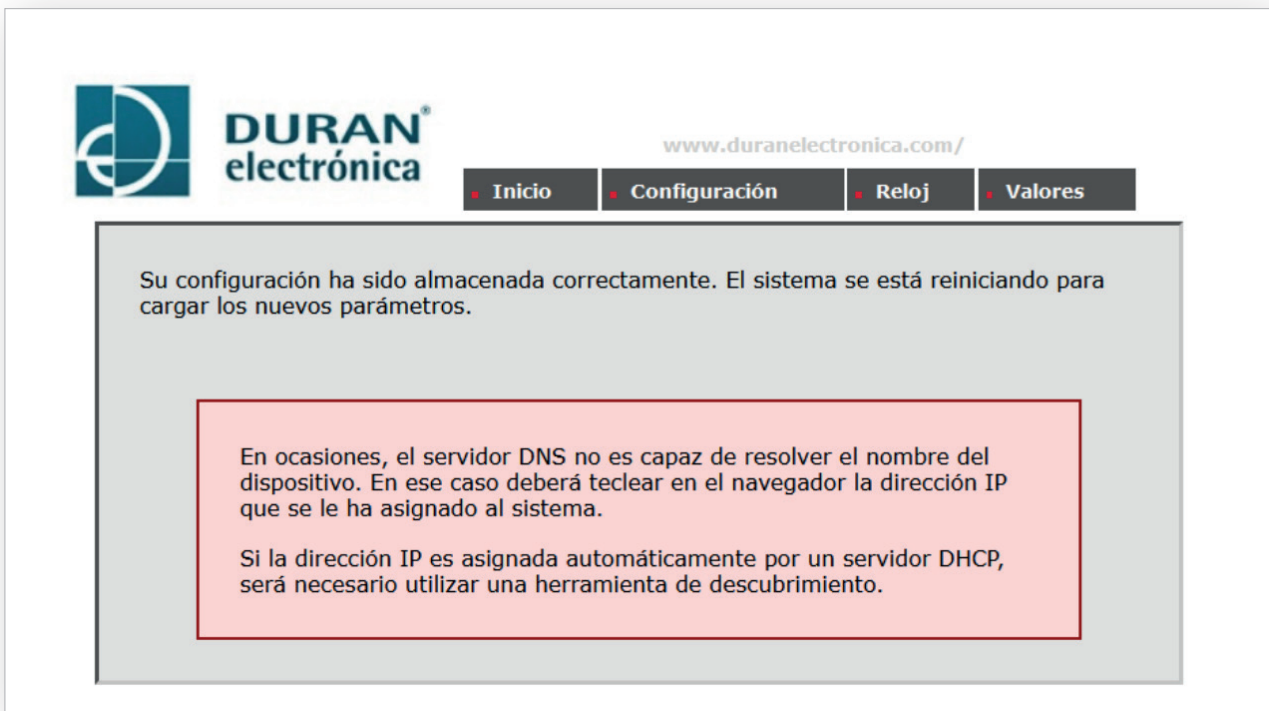 DURAN®
electrónica
www.duranelectronica.com/
Inicio Configuración Reloj Valores
Su configuración ha sido almacenada correctamente. El sistema se está reiniciando para
cargar los nuevos parámetros.
En ocasiones, el servidor DNS no es capaz de resolver el nombre del
dispositivo. En ese caso deberá teclear en el navegador la dirección IP
que se le ha asignado al sistema.
Si la dirección IP es asignada automáticamente por un servidor DHCP,
será necesario utilizar una herramienta de descubrimiento.